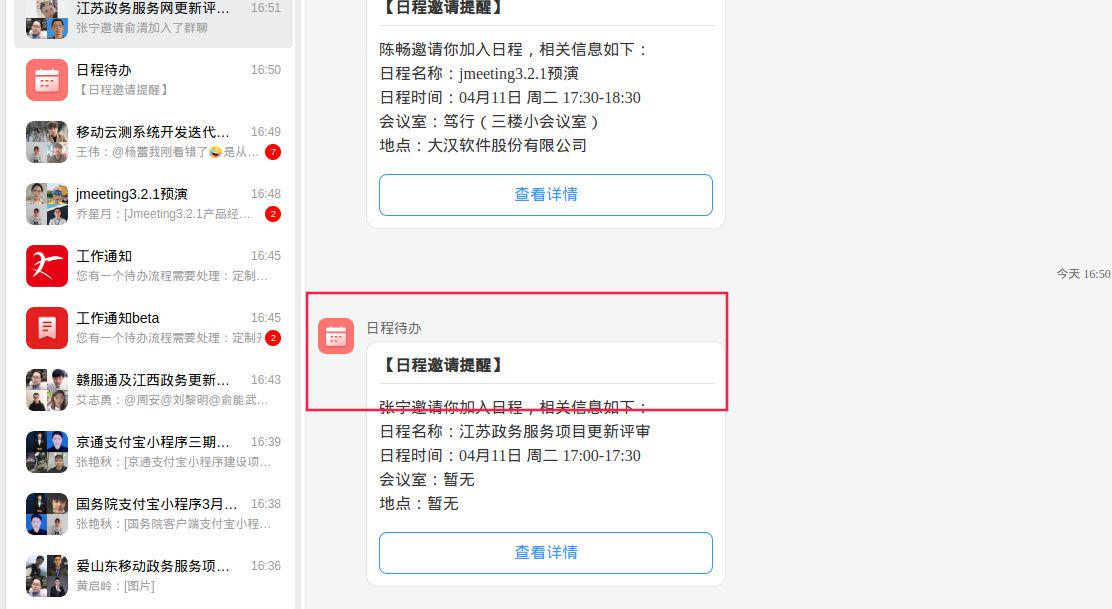 江苏政务服务网更新评… 16:51
张宁邀请俞清加入了群聊
日程待办 16:50
【日程邀请提醒】
移动云测系统开发迭代… 16:49
王伟：@杨蕾我刚看错了😜是从… 7
jmeeting3.2.1预演 16:48
乔星月：[Jmeeting3.2.1产品经… 2
工作通知 16:45
您有一个待办流程需要处理：定制…
工作通知beta 16:45
您有一个待办流程需要处理：定制 2
赣服通及江西政务更新… 16:43
艾志勇：@周安@刘黎明@俞能武…
京通支付宝小程序三期… 16:39
张艳秋：[京通支付宝小程序建设项…
国务院支付宝小程序3月… 16:38
张艳秋：[国务院客户端支付宝小程…
爱山东移动政务服务项… 16:36
黄启岭：[图片]
【日程邀请提醒】
陈畅邀请你加入日程，相关信息如下：
日程名称：jmeeting3.2.1预演
日程时间：04月11日 周二 17:30-18:30
会议室：笃行（三楼小会议室）
地点：大汉软件股份有限公司
查看详情
今天 16:50
日程待办
【日程邀请提醒】
张宁邀请你加入日程，相关信息如下：
日程名称：江苏政务服务项目更新评审
日程时间：04月11日 周二 17:00-17:30
会议室：暂无
地点：暂无
查看详情